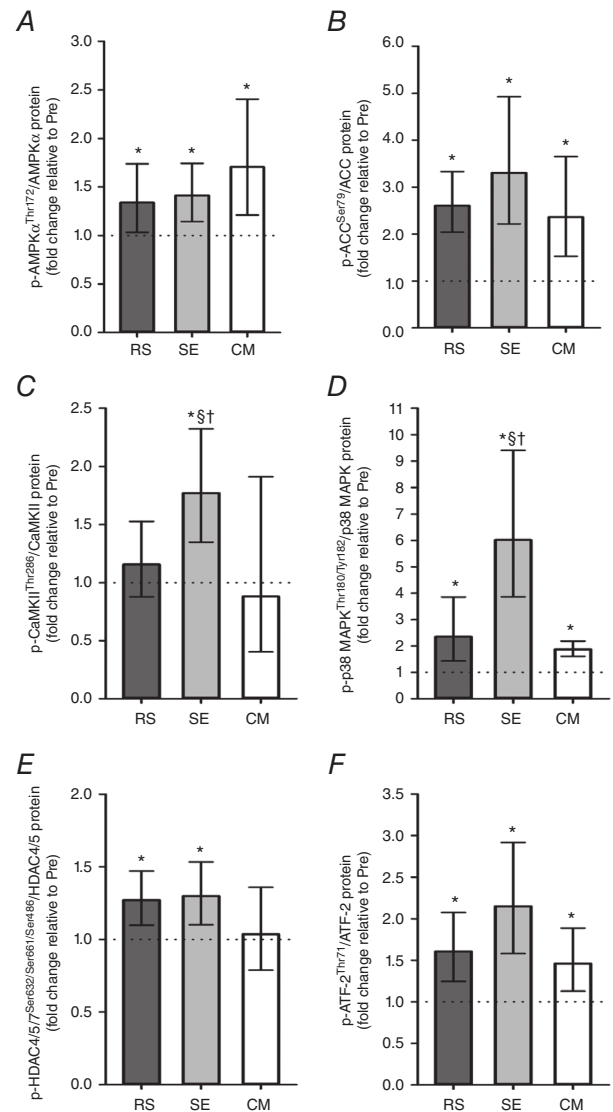 A
p-AMPKα^Thr172/AMPKα protein
(fold change relative to Pre)
3.0
2.5
2.0
1.5
1.0
0.5
0.0
*
*
*
RS SE CM
B
p-ACC^Ser79/ACC protein
(fold change relative to Pre)
6.0
5.0
4.0
3.0
2.0
1.0
0.0
*
*
*
RS SE CM
C
p-CaMKII^Thr286/CaMKII protein
(fold change relative to Pre)
2.5
2.0
1.5
1.0
0.5
0.0
*§†
RS SE CM
D
p-p38 MAPK^Thr180/Tyr182/p38 MAPK protein
(fold change relative to Pre)
11
10
9
8
7
6
5
4
3
2
1
0
*
*§†
*
RS SE CM
E
p-HDAC4/5/7^Ser632/Ser661/Ser486/HDAC4/5 protein
(fold change relative to Pre)
2.0
1.5
1.0
0.5
0.0
*
*
RS SE CM
F
p-ATF-2^Thr71/ATF-2 protein
(fold change relative to Pre)
3.5
3.0
2.5
2.0
1.5
1.0
0.5
0.0
*
*
*
RS SE CM